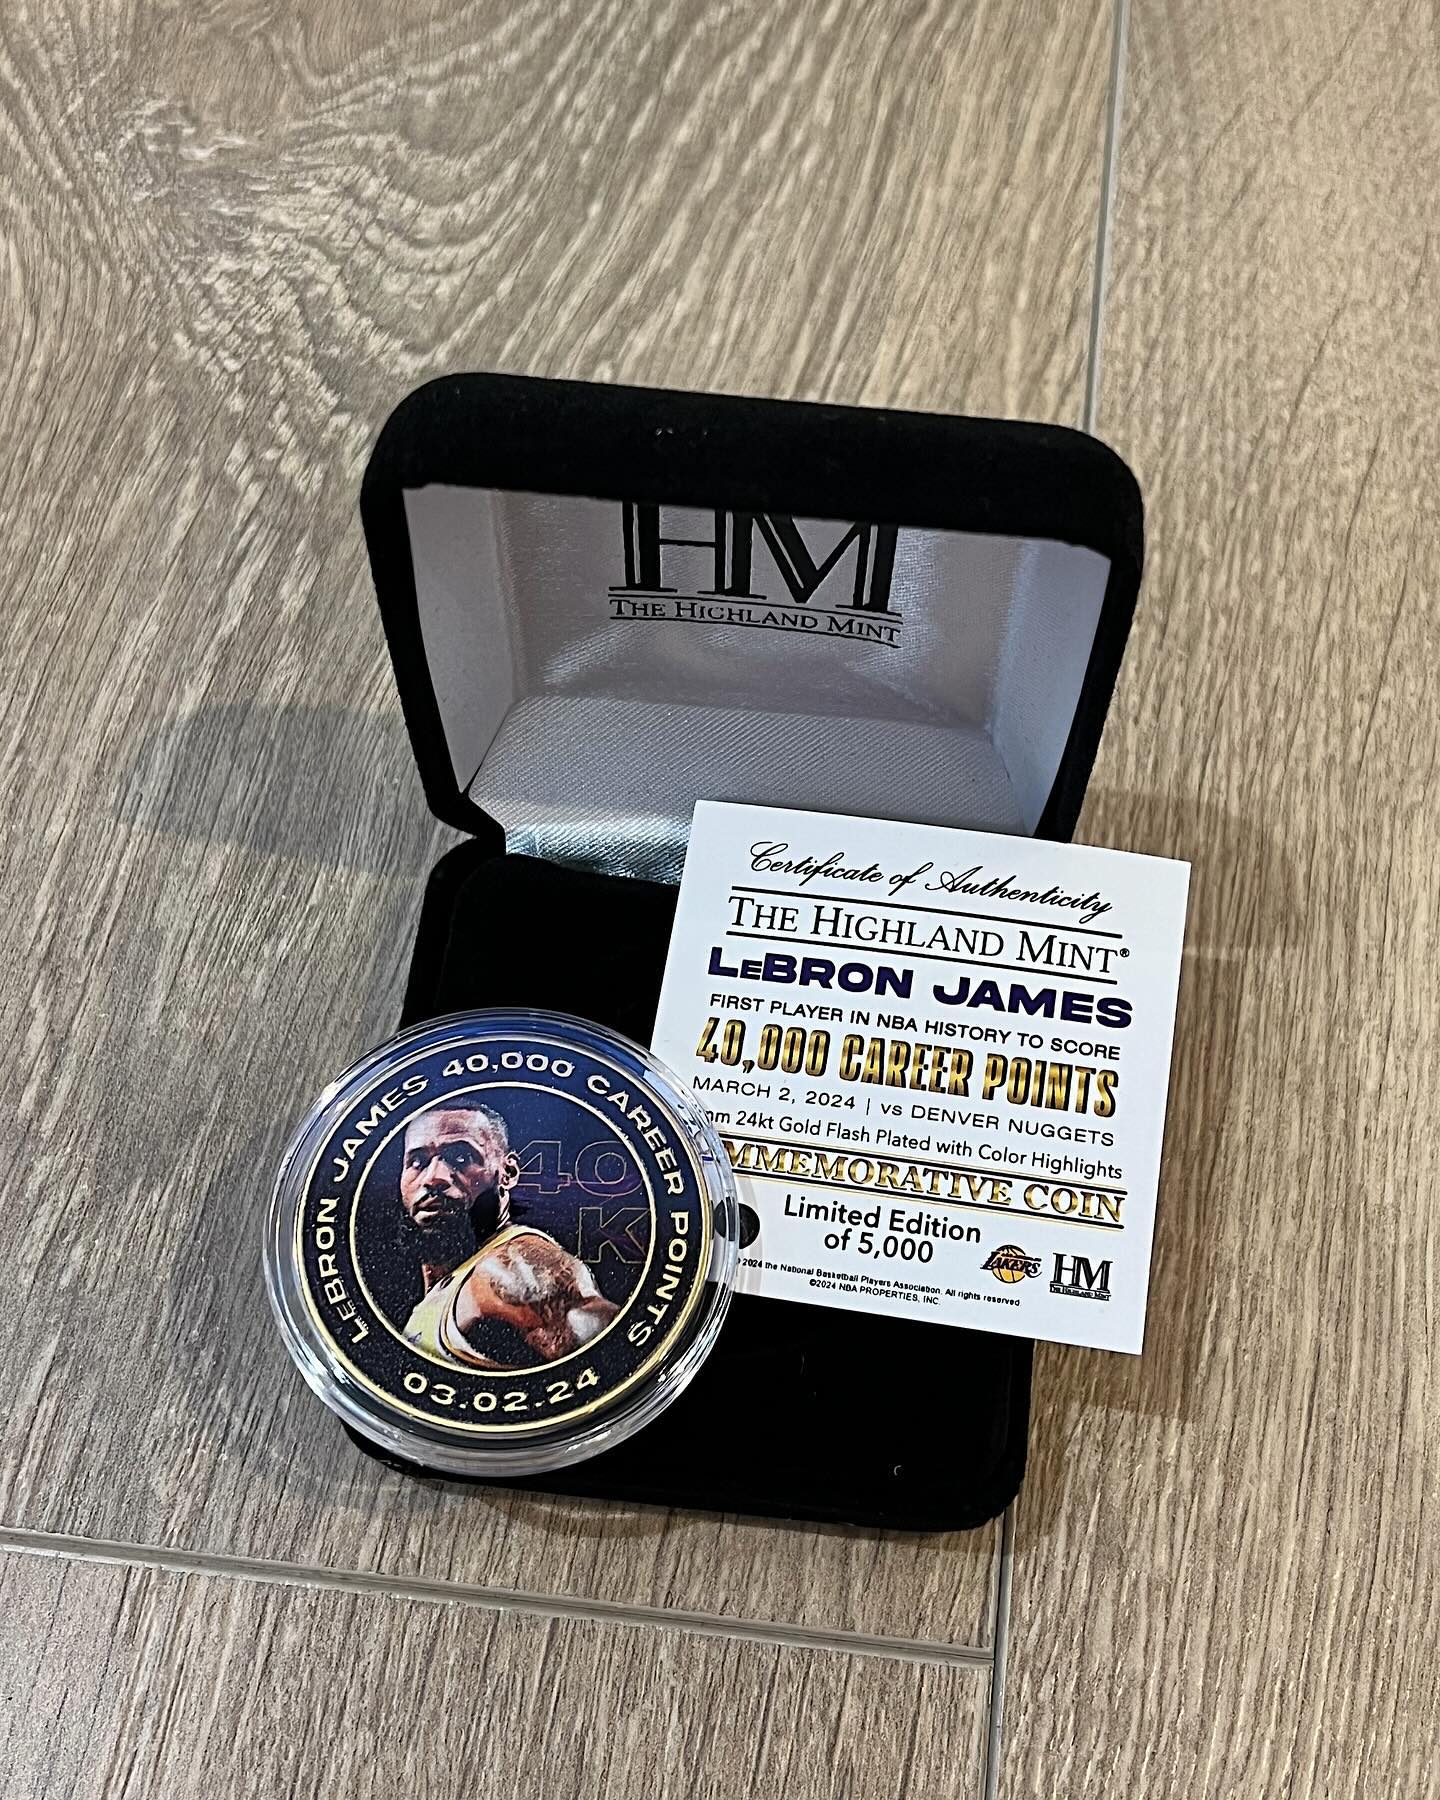 HM
THE HIGHLAND MINT
Certificate of Authenticity
THE HIGHLAND MINT®
LeBRON JAMES
FIRST PLAYER IN NBA HISTORY TO SCORE
40,000 CAREER POINTS
MARCH 2, 2024 | vs DENVER NUGGETS
24kt Gold Flash Plated with Color Highlights
COIN
Limited Edition
of 5,000
2024 the National Basketball Players Association. All rights reserved.
©2024 NBA PROPERTIES, INC.
LAKERS
HM
THE HIGHLAND MINT
LEBRON JAMES 40,000 CAREER POINTS
40
K
03.02.24